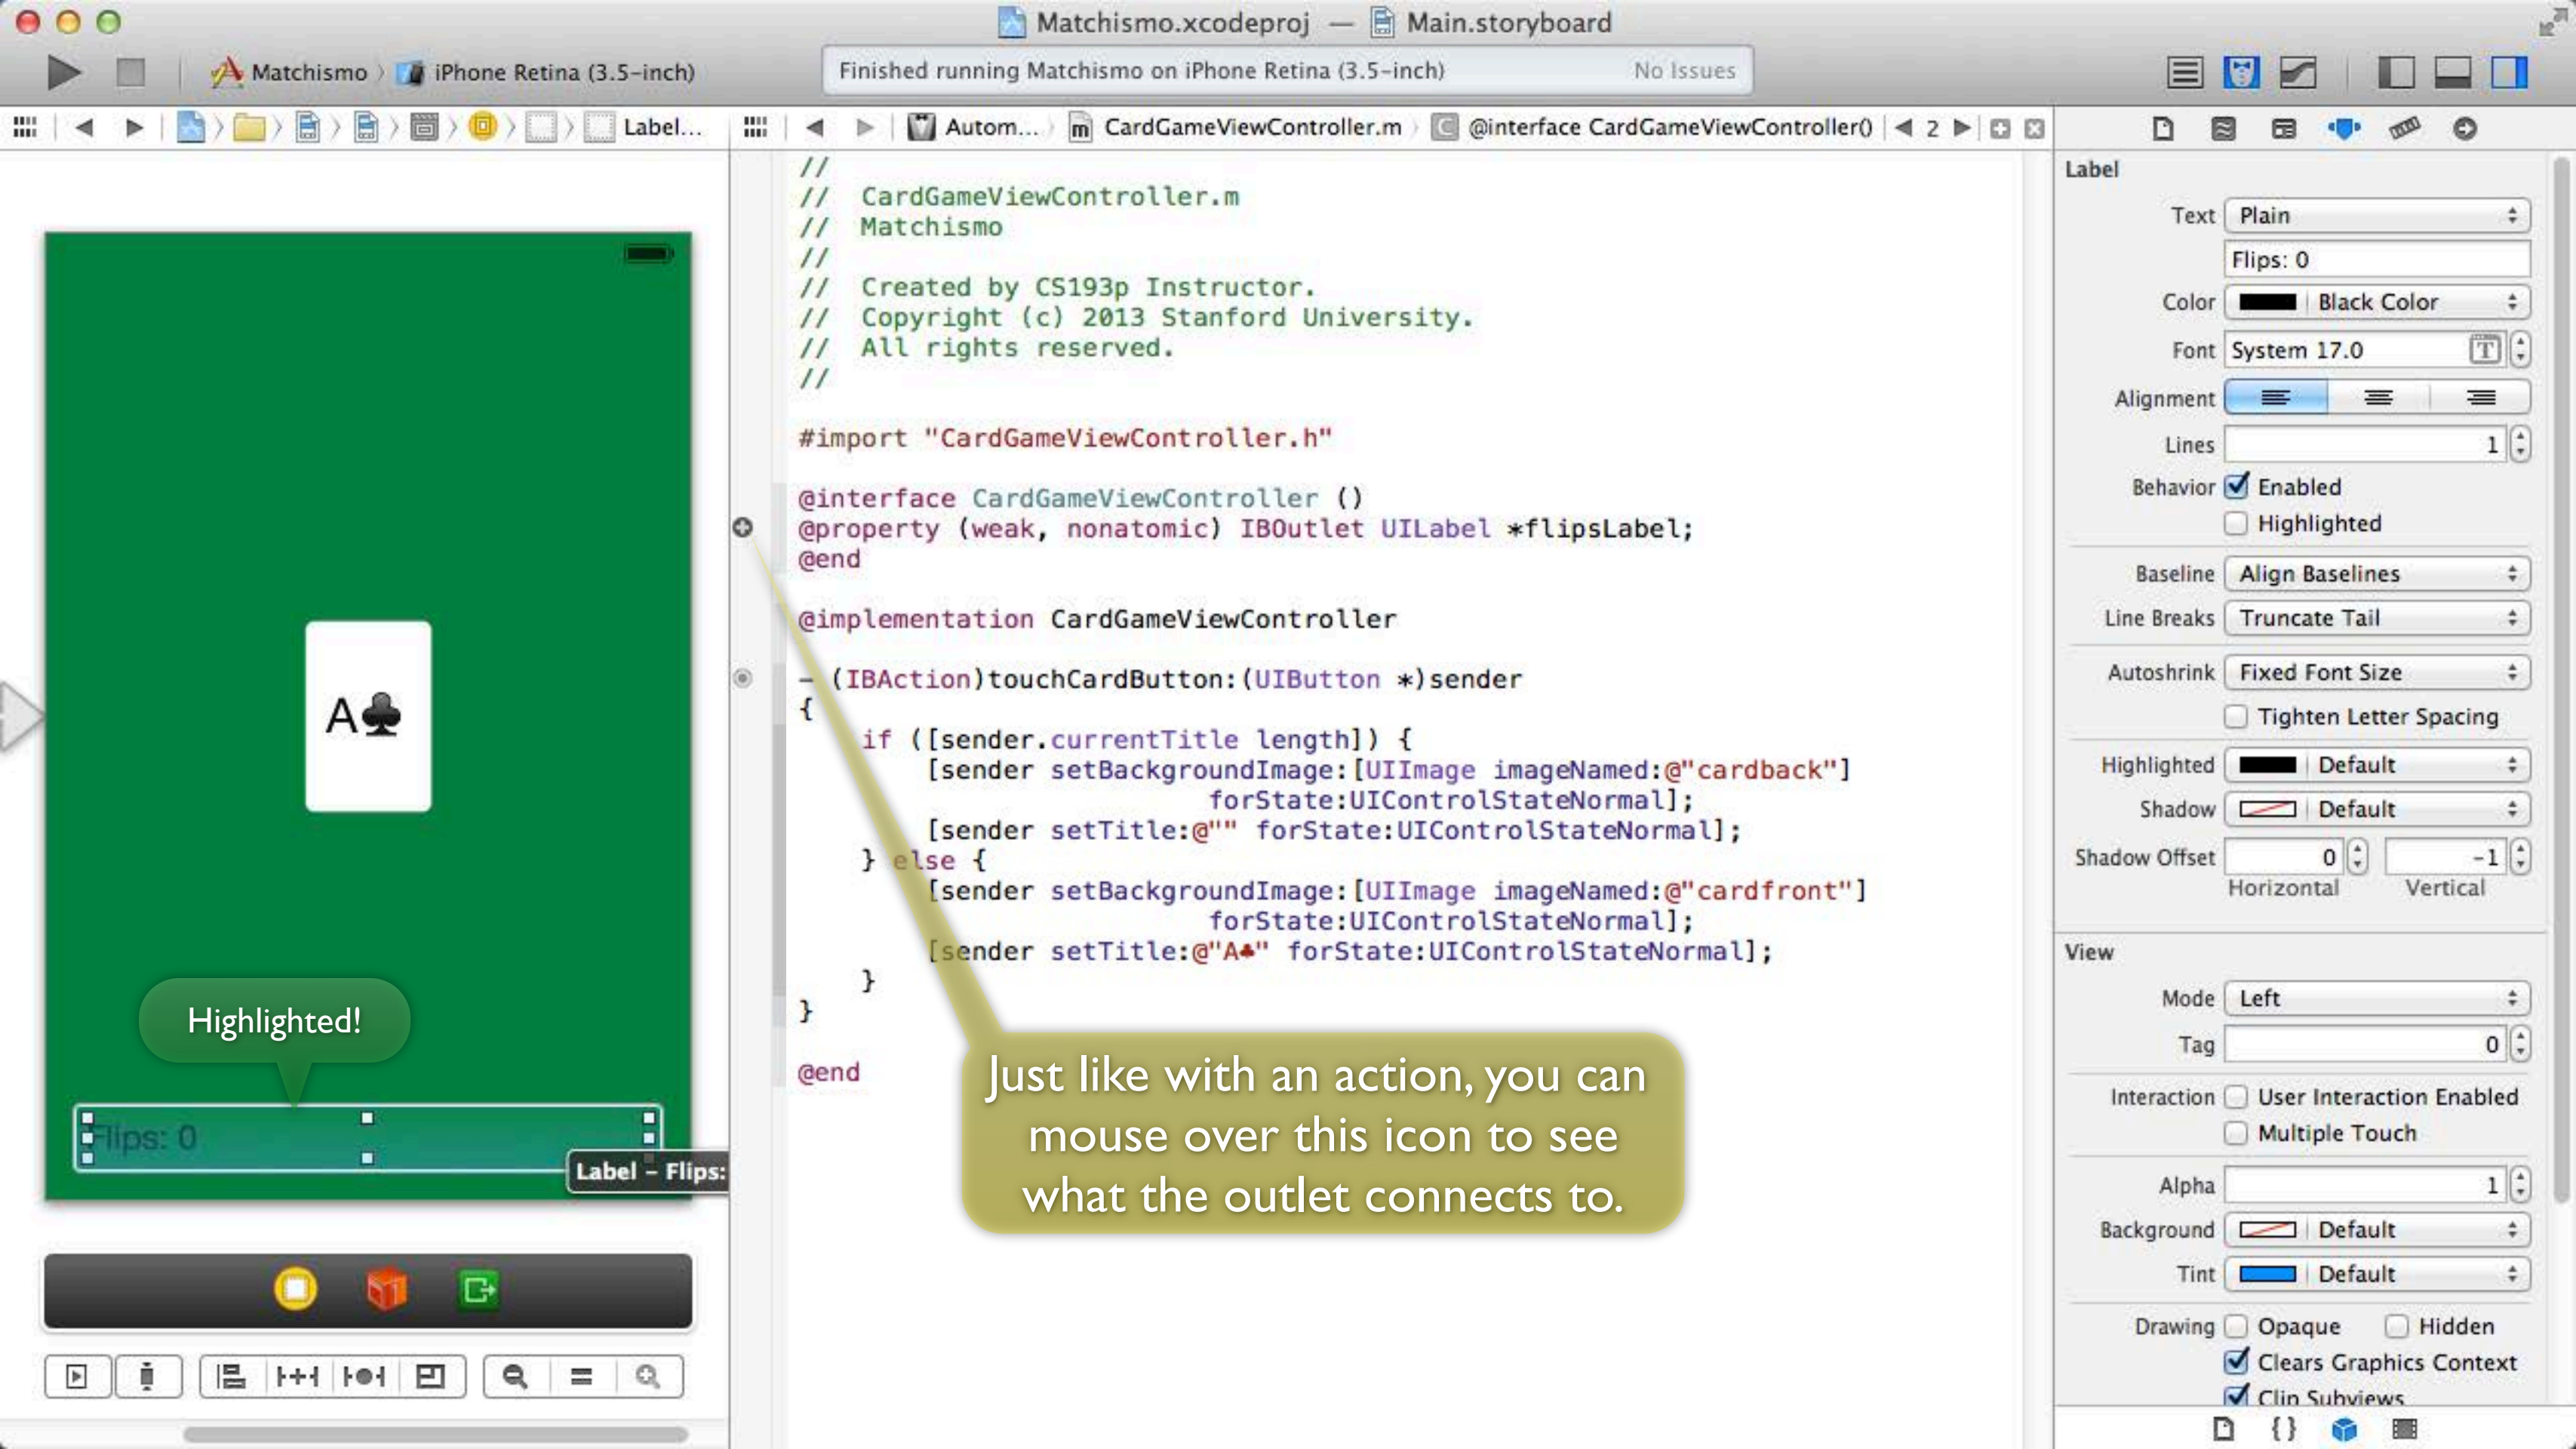 Matchismo.xcodeproj — Main.storyboard
Matchismo iPhone Retina (3.5-inch)
Finished running Matchismo on iPhone Retina (3.5-inch) No Issues
Label...
Autom... CardGameViewController.m @interface CardGameViewController() 2
//
// CardGameViewController.m
// Matchismo
//
// Created by CS193p Instructor.
// Copyright (c) 2013 Stanford University.
// All rights reserved.
//
#import "CardGameViewController.h"
@interface CardGameViewController ()
@property (weak, nonatomic) IBOutlet UILabel *flipsLabel;
@end
@implementation CardGameViewController
- (IBAction)touchCardButton:(UIButton *)sender
{
if ([sender.currentTitle length]) {
[sender setBackgroundImage:[UIImage imageNamed:@"cardback"]
forState:UIControlStateNormal];
[sender setTitle:@"" forState:UIControlStateNormal];
} else {
[sender setBackgroundImage:[UIImage imageNamed:@"cardfront"]
forState:UIControlStateNormal];
[sender setTitle:@"A♣" forState:UIControlStateNormal];
}
}
@end
A♣
Highlighted!
Flips: 0
Label – Flips:
Just like with an action, you can
mouse over this icon to see
what the outlet connects to.
Label
Text Plain
Flips: 0
Color Black Color
Font System 17.0
Alignment
Lines 1
Behavior Enabled
Highlighted
Baseline Align Baselines
Line Breaks Truncate Tail
Autoshrink Fixed Font Size
Tighten Letter Spacing
Highlighted Default
Shadow Default
Shadow Offset 0 -1
Horizontal Vertical
View
Mode Left
Tag 0
Interaction User Interaction Enabled
Multiple Touch
Alpha 1
Background Default
Tint Default
Drawing Opaque Hidden
Clears Graphics Context
Clip Subviews